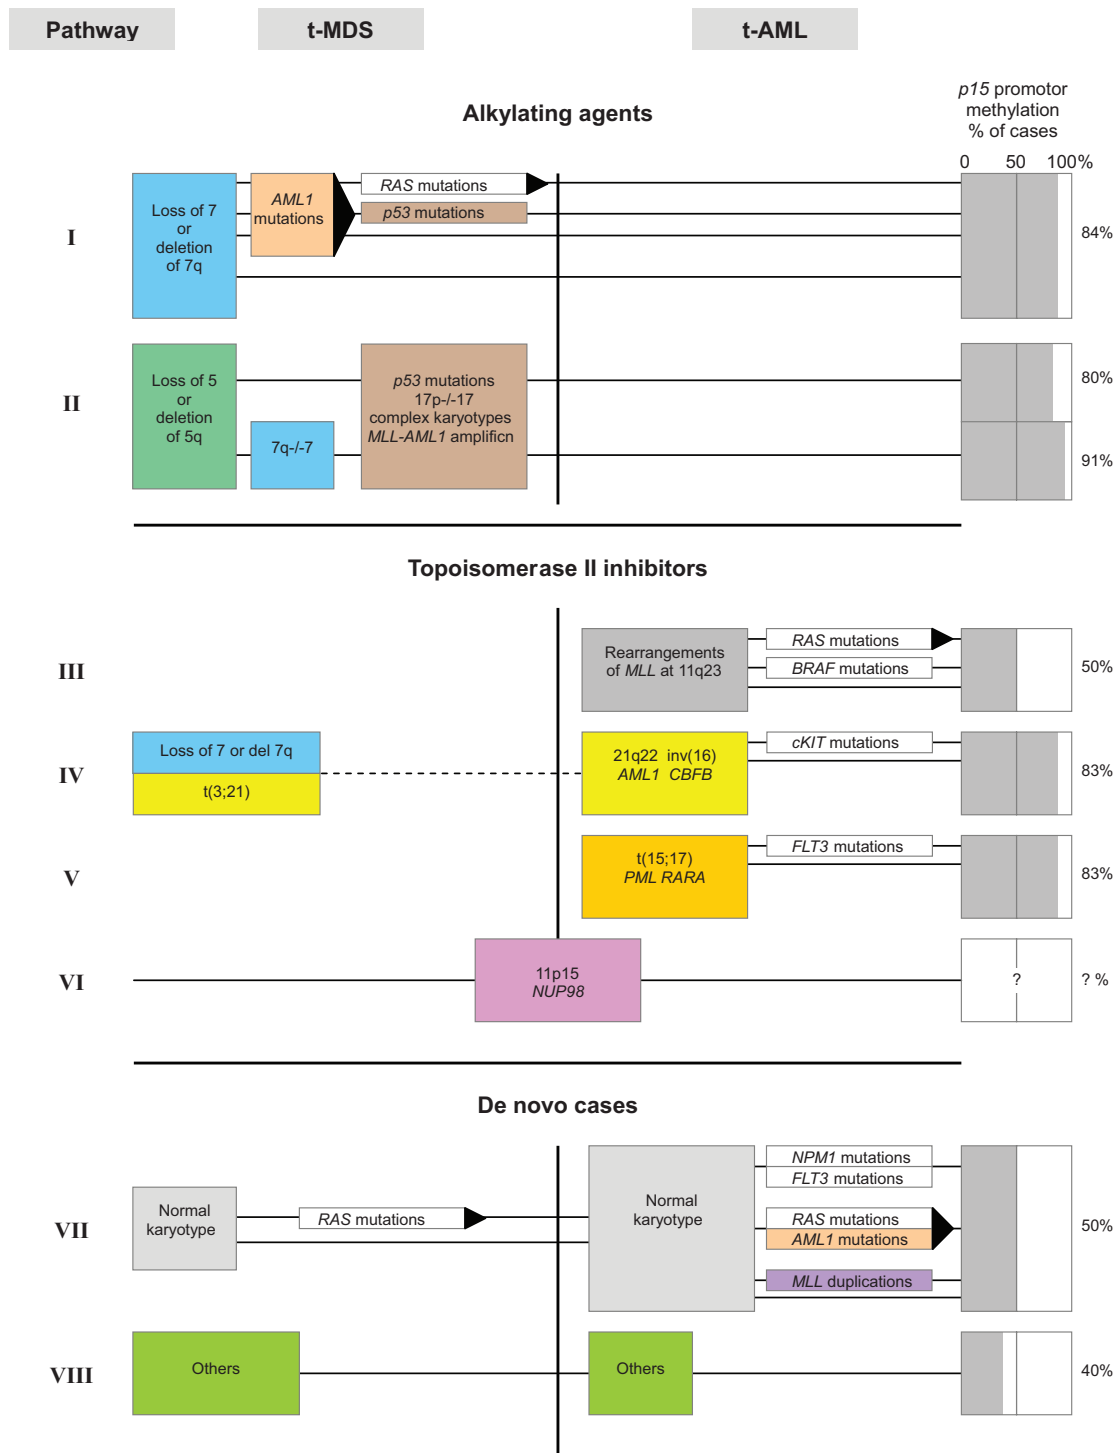 Pathway
t-MDS
t-AML
Alkylating agents
p15 promotor
methylation
% of cases
0 50 100%
I
Loss of 7
or
deletion
of 7q
AML1
mutations
RAS mutations
p53 mutations
84%
II
Loss of 5
or
deletion
of 5q
7q-/-7
p53 mutations
17p-/-17
complex karyotypes
MLL-AML1 amplificn
80%
91%
Topoisomerase II inhibitors
III
Rearrangements
of MLL at 11q23
RAS mutations
BRAF mutations
50%
IV
Loss of 7 or del 7q
t(3;21)
21q22 inv(16)
AML1 CBFB
cKIT mutations
83%
V
t(15;17)
PML RARA
FLT3 mutations
83%
VI
11p15
NUP98
?
? %
De novo cases
VII
Normal
karyotype
RAS mutations
Normal
karyotype
NPM1 mutations
FLT3 mutations
RAS mutations
AML1 mutations
MLL duplications
50%
VIII
Others
Others
40%